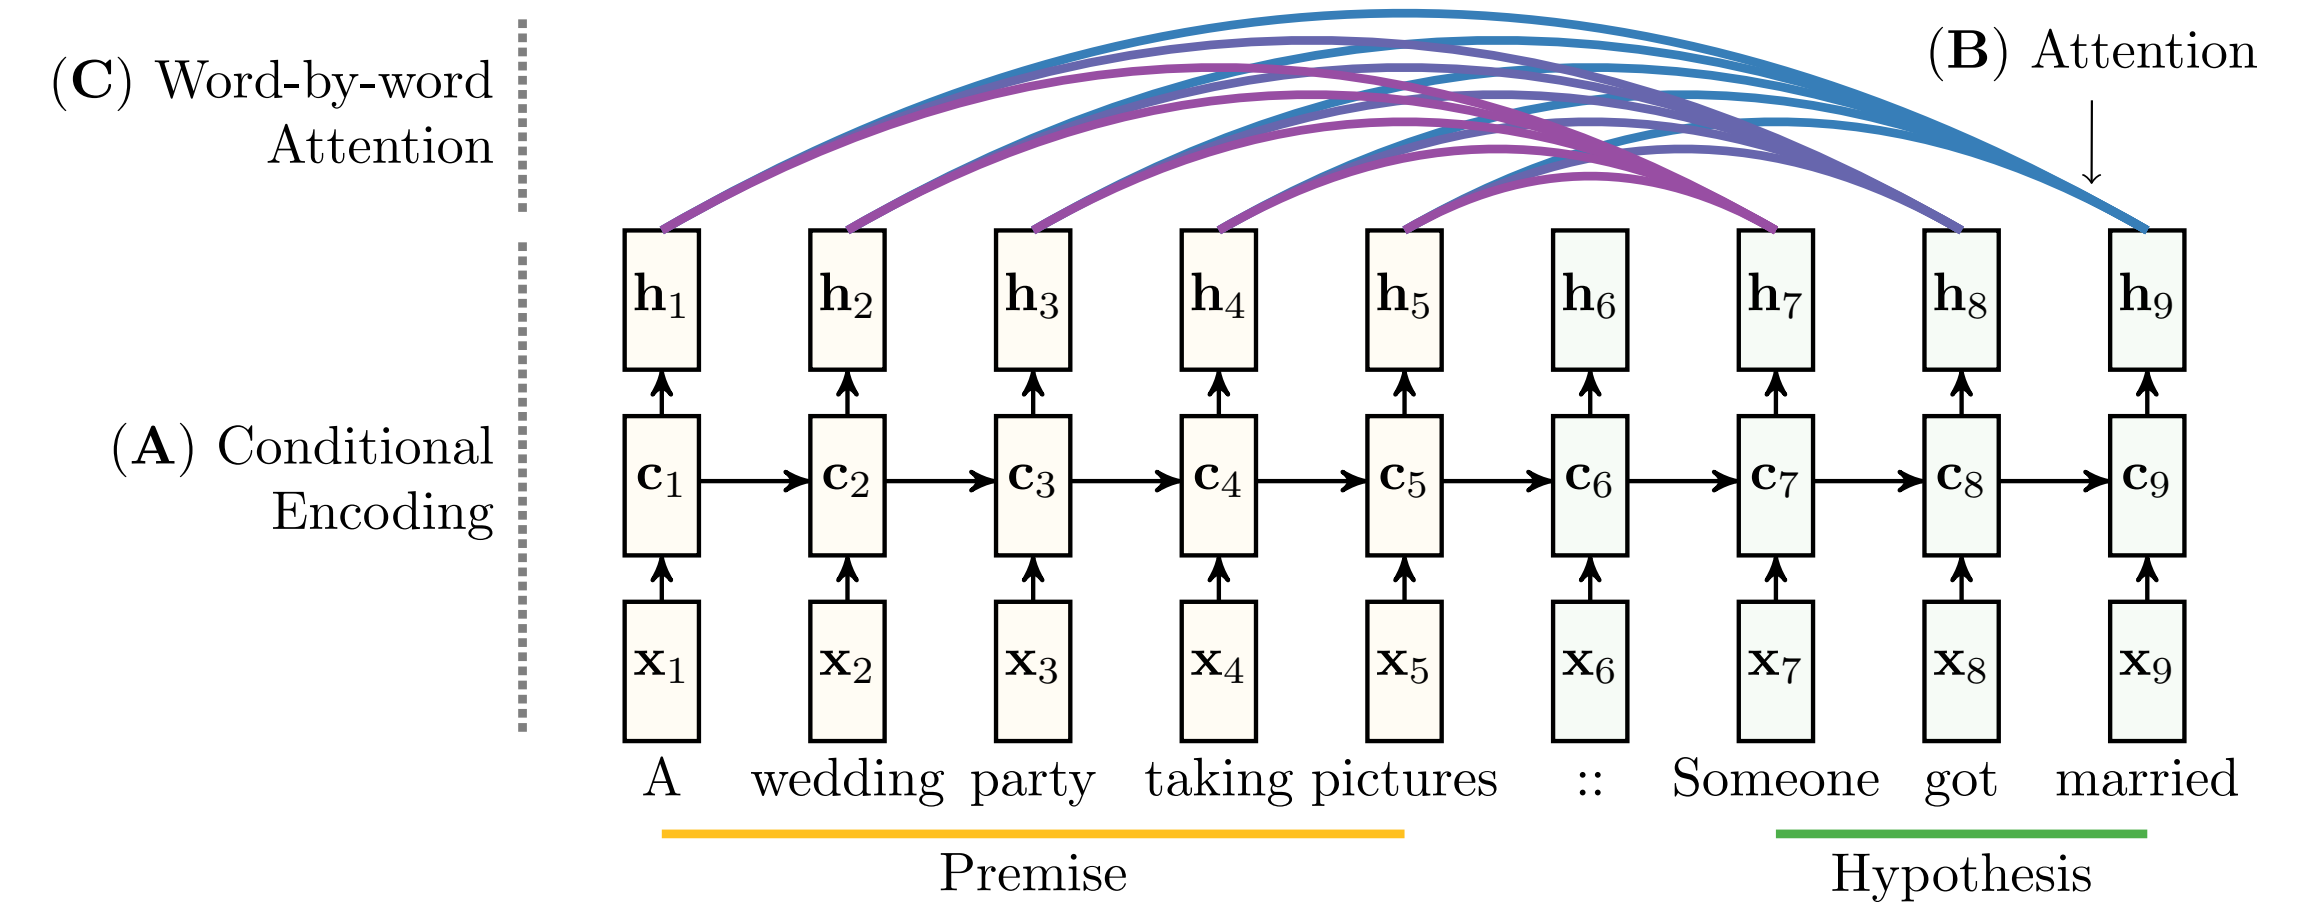 (C) Word-by-word
Attention
(B) Attention
h₁ h₂ h₃ h₄ h₅ h₆ h₇ h₈ h₉
(A) Conditional
Encoding
c₁ c₂ c₃ c₄ c₅ c₆ c₇ c₈ c₉
x₁ x₂ x₃ x₄ x₅ x₆ x₇ x₈ x₉
A wedding party taking pictures :: Someone got married
Premise
Hypothesis